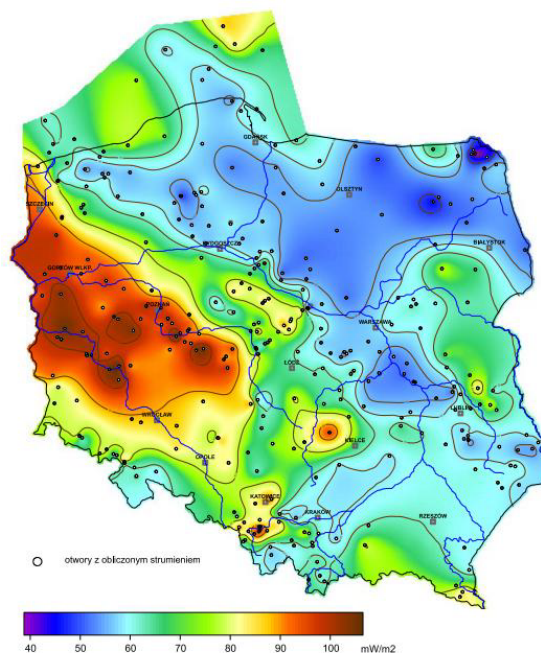 GDAŃSK
OLSZTYN
SZCZECIN
BYDGOSZCZ
BIAŁYSTOK
GORZÓW WLKP.
POZNAŃ
WARSZAWA
ŁÓDŹ
LUBLIN
WROCŁAW
KIELCE
OPOLE
KATOWICE
KRAKÓW
RZESZÓW
otwory z obliczonym strumieniem
40 50 60 70 80 90 100 mW/m2